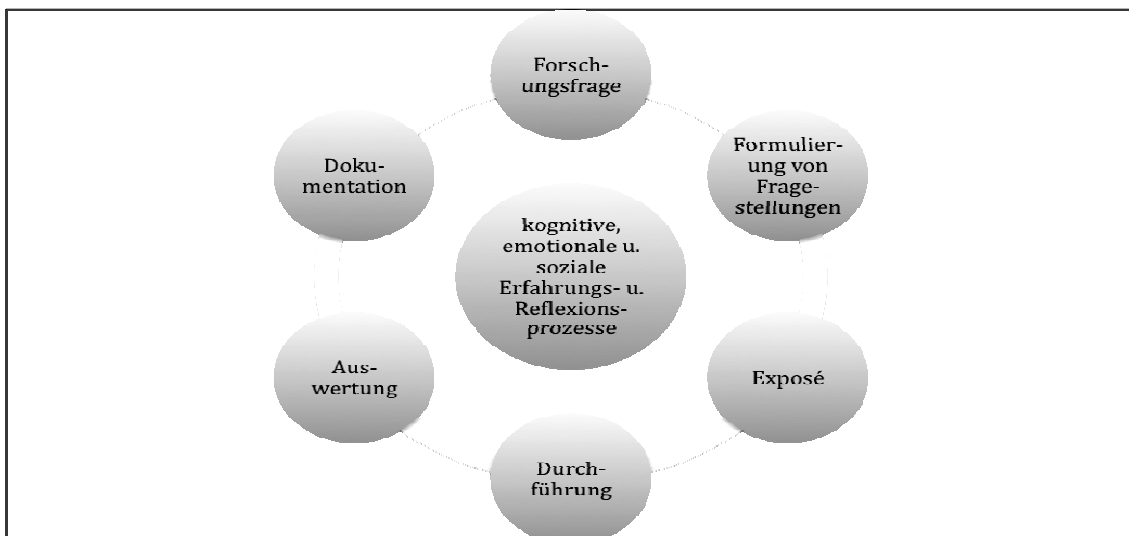 Forsch-
ungsfrage
Formulier-
ung von
Frage-
stellungen
Exposé
Durch-
führung
Aus-
wertung
Doku-
mentation
kognitive,
emotionale u.
soziale
Erfahrungs- u.
Reflexions-
prozesse